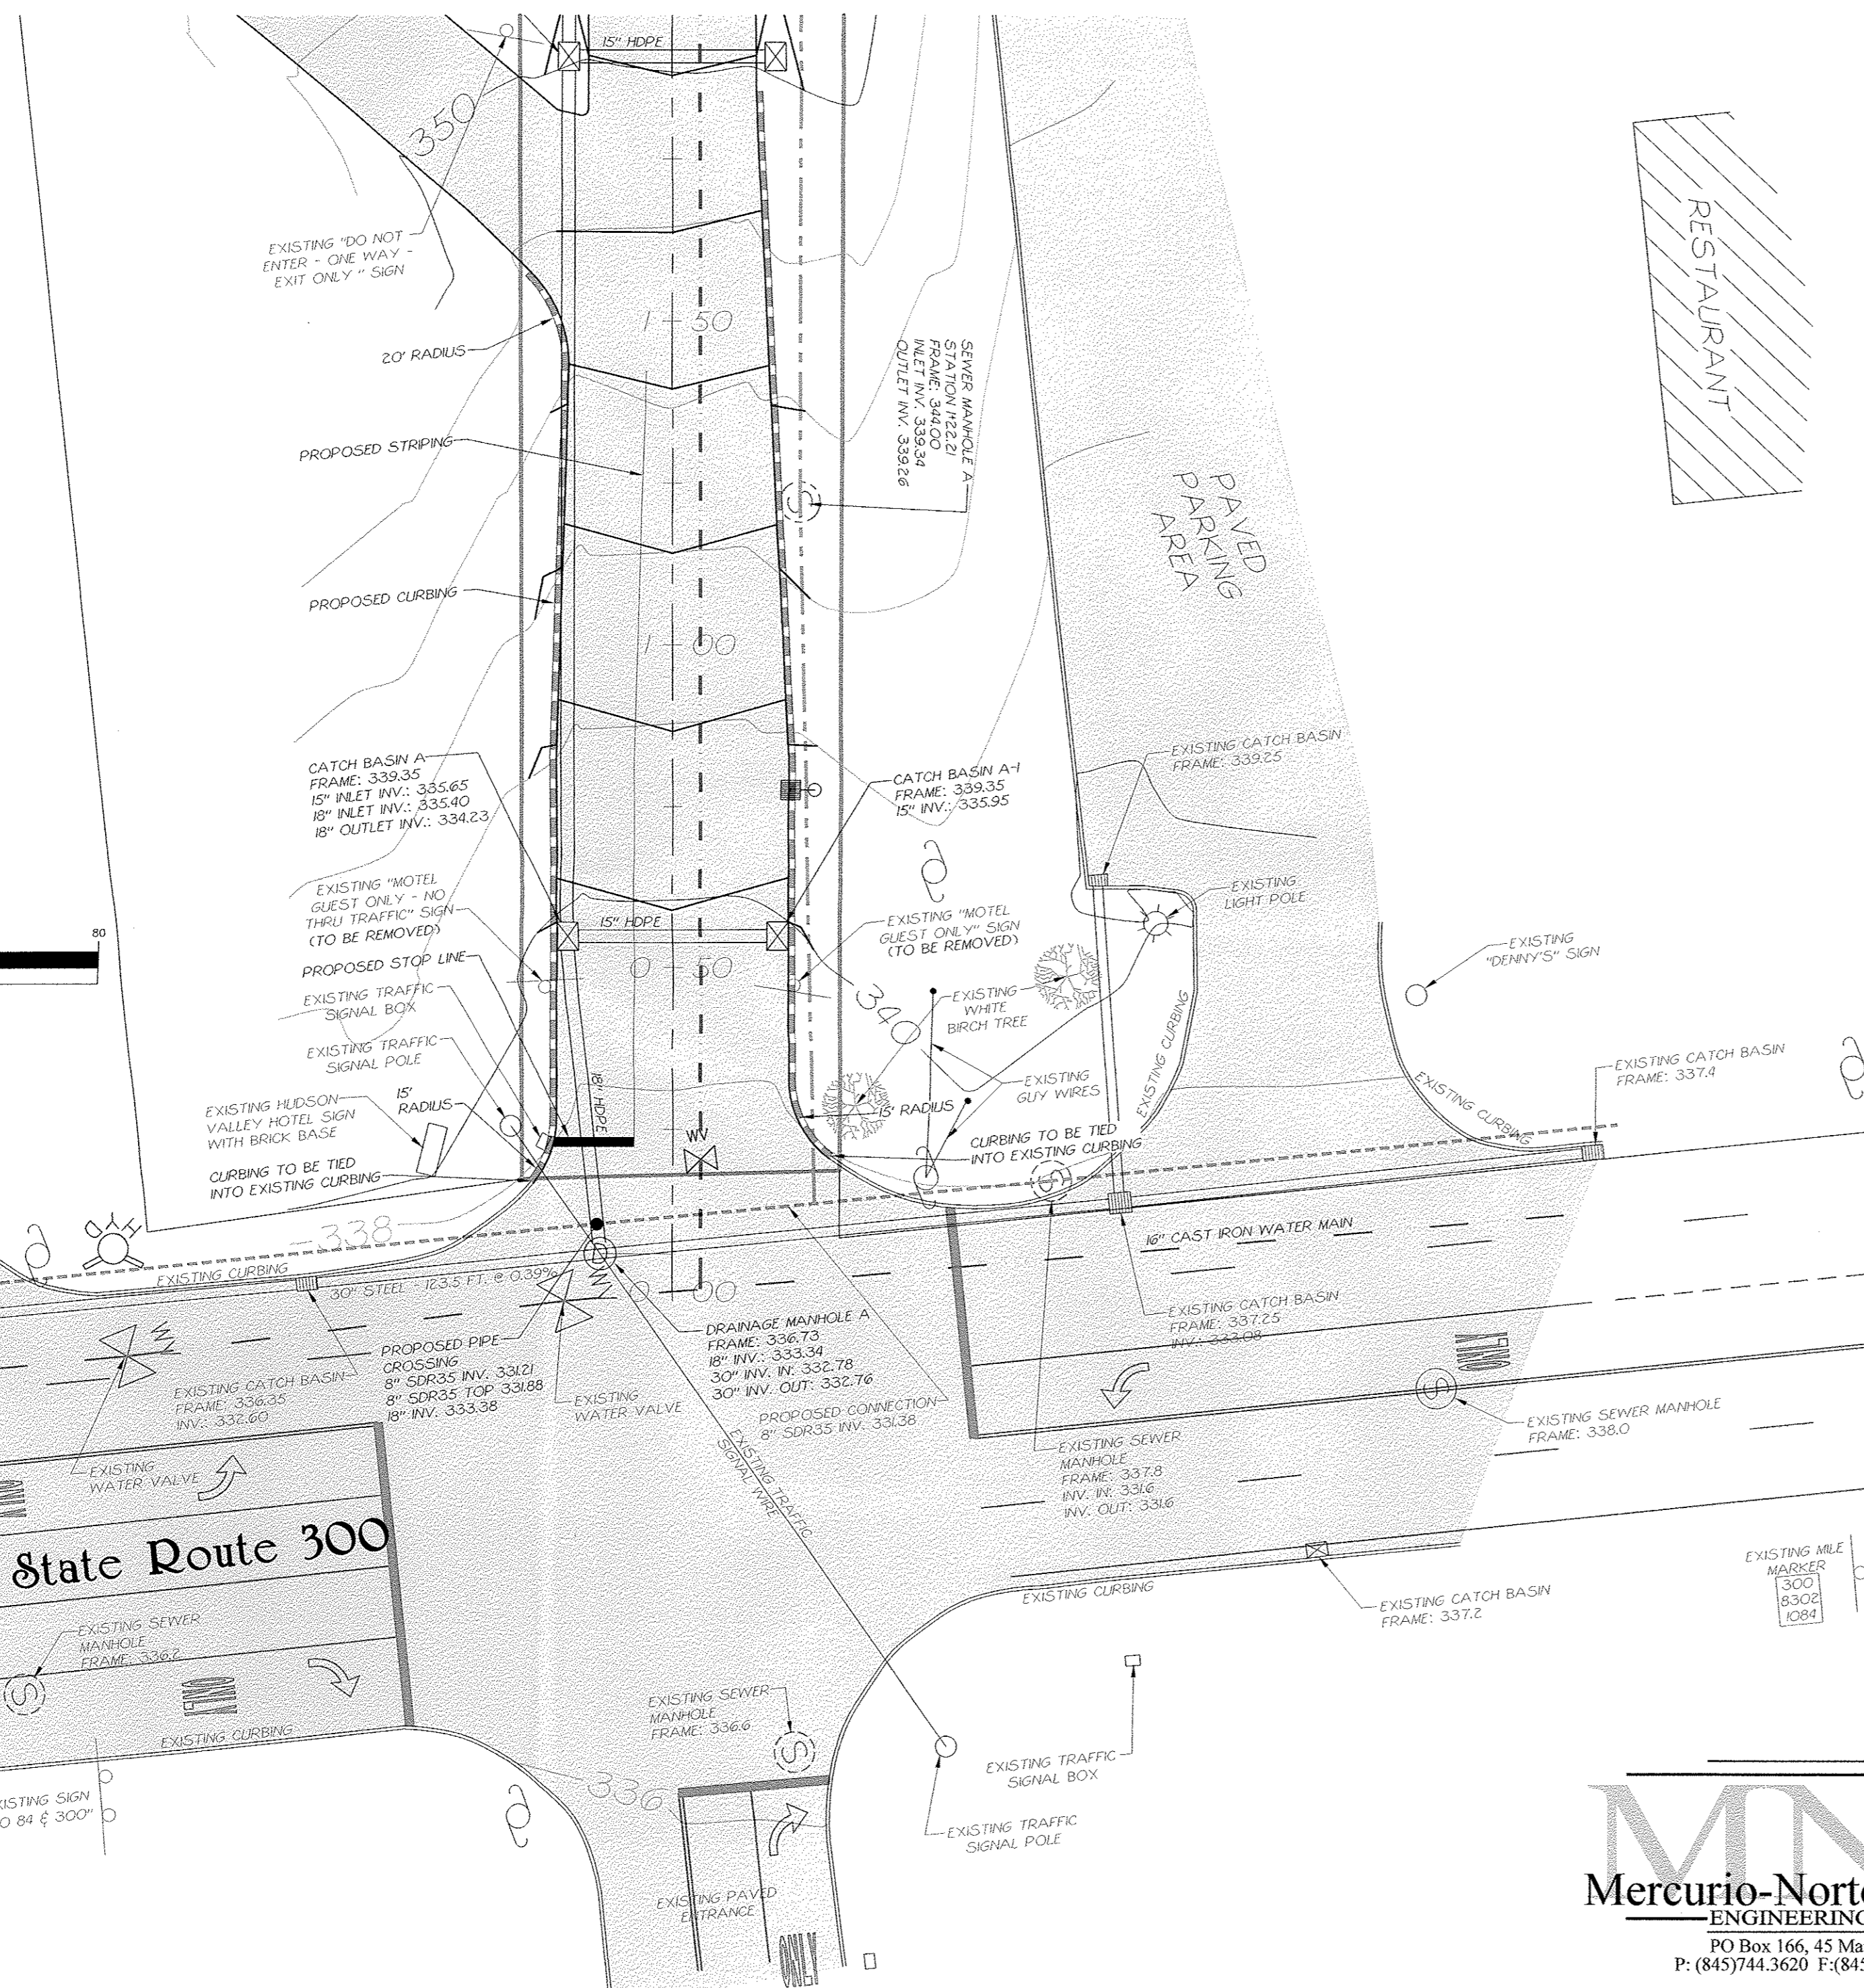 15" HDPE
350
EXISTING "DO NOT
ENTER - ONE WAY -
EXIT ONLY " SIGN
RESTAURANT
1 50
20' RADIUS
SEWER MANHOLE A
STATION 1+22.21
FRAME: 344.00
INLET INV. 339.34
OUTLET INV. 339.26
PROPOSED STRIPING
PAVED
PARKING
AREA
PROPOSED CURBING
1 00
CATCH BASIN A
FRAME: 339.35
15" INLET INV.: 335.65
18" INLET INV.: 335.40
18" OUTLET INV.: 334.23
CATCH BASIN A-1
FRAME: 339.35
15" INV.: 335.95
EXISTING CATCH BASIN
FRAME: 339.25
EXISTING "MOTEL
GUEST ONLY - NO
THRU TRAFFIC" SIGN
(TO BE REMOVED)
15" HDPE
EXISTING "MOTEL
GUEST ONLY" SIGN
(TO BE REMOVED)
EXISTING
LIGHT POLE
80
PROPOSED STOP LINE
0 50
EXISTING
"DENNY'S" SIGN
EXISTING TRAFFIC
SIGNAL BOX
340
EXISTING
WHITE
BIRCH TREE
EXISTING CURBING
EXISTING TRAFFIC
SIGNAL POLE
EXISTING CATCH BASIN
FRAME: 337.4
EXISTING CURBING
15'
RADIUS
18" HDPE
EXISTING
GUY WIRES
15' RADIUS
EXISTING HUDSON
VALLEY HOTEL SIGN
WITH BRICK BASE
WV
CURBING TO BE TIED
INTO EXISTING CURBING
CURBING TO BE TIED
INTO EXISTING CURBING
S
HYD
338
16" CAST IRON WATER MAIN
EXISTING CURBING
30" STEEL - 123.5 FT. @ 0.39%
D
WV
0 00
WV
PROPOSED PIPE
CROSSING
8" SDR35 INV. 331.21
8" SDR35 TOP 331.88
18" INV. 333.38
DRAINAGE MANHOLE A
FRAME: 336.73
18" INV.: 333.34
30" INV. IN: 332.78
30" INV. OUT: 332.76
EXISTING CATCH BASIN
FRAME: 337.25
INV.: 333.08
ONLY
EXISTING CATCH BASIN
FRAME: 336.35
INV.: 332.60
EXISTING
WATER VALVE
PROPOSED CONNECTION
8" SDR35 INV. 331.38
S
EXISTING SEWER MANHOLE
FRAME: 338.0
EXISTING TRAFFIC
SIGNAL WIRE
EXISTING SEWER
MANHOLE
FRAME: 337.8
INV. IN: 331.6
INV. OUT: 331.6
EXISTING
WATER VALVE
State Route 300
EXISTING CURBING
EXISTING CATCH BASIN
FRAME: 337.2
EXISTING MILE
MARKER
300
8302
1084
EXISTING SEWER
MANHOLE
FRAME: 336.2
S
ONLY
EXISTING CURBING
EXISTING SEWER
MANHOLE
FRAME: 336.6
S
EXISTING TRAFFIC
SIGNAL BOX
336
ISTING SIGN
O 84 & 300"
EXISTING TRAFFIC
SIGNAL POLE
EXISTING PAVED
ENTRANCE
ONLY
MN
Mercurio-Norto
ENGINEERING
PO Box 166, 45 Ma
P: (845)744.3620 F:(845